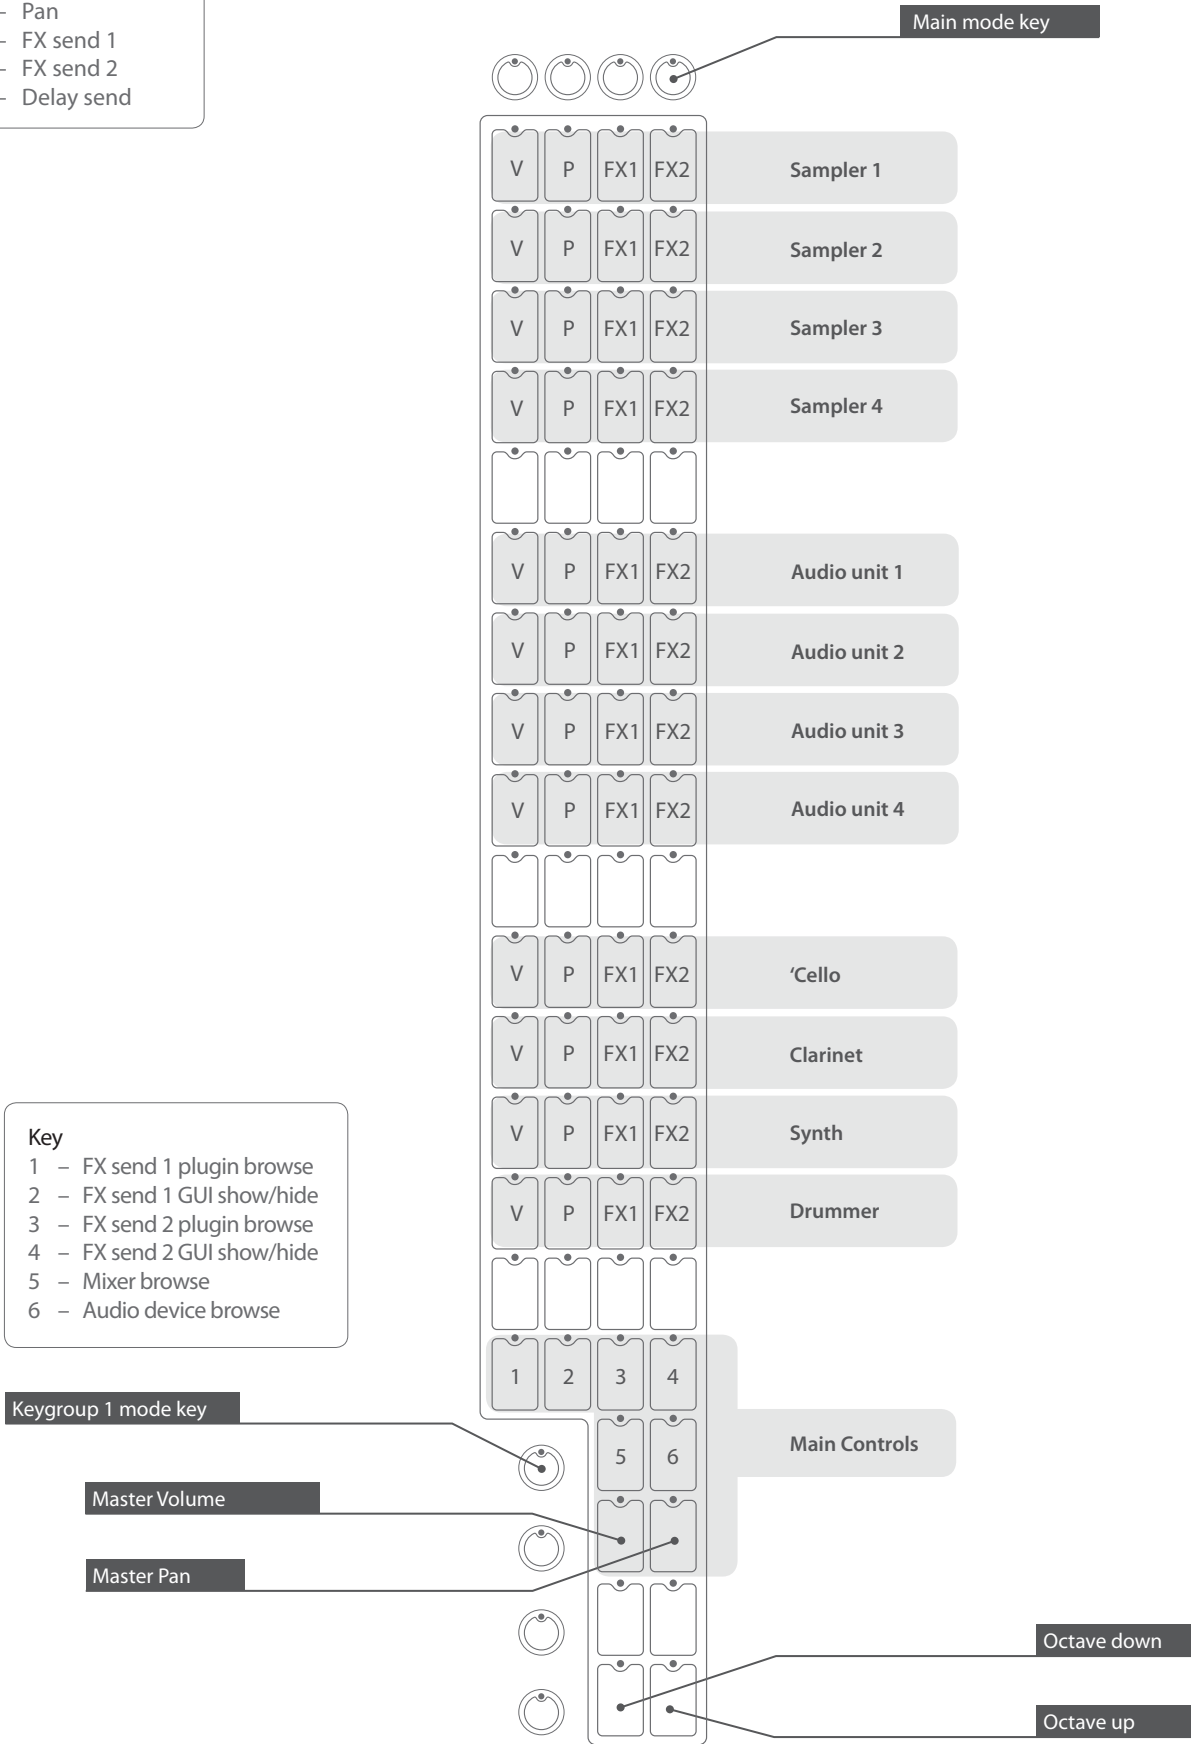 – Pan
– FX send 1
– FX send 2
– Delay send
Main mode key
V P FX1 FX2 Sampler 1
V P FX1 FX2 Sampler 2
V P FX1 FX2 Sampler 3
V P FX1 FX2 Sampler 4
V P FX1 FX2 Audio unit 1
V P FX1 FX2 Audio unit 2
V P FX1 FX2 Audio unit 3
V P FX1 FX2 Audio unit 4
V P FX1 FX2 ‘Cello
V P FX1 FX2 Clarinet
V P FX1 FX2 Synth
V P FX1 FX2 Drummer
Key
1 – FX send 1 plugin browse
2 – FX send 1 GUI show/hide
3 – FX send 2 plugin browse
4 – FX send 2 GUI show/hide
5 – Mixer browse
6 – Audio device browse
1 2 3 4
Keygroup 1 mode key
5 6 Main Controls
Master Volume
Master Pan
Octave down
Octave up